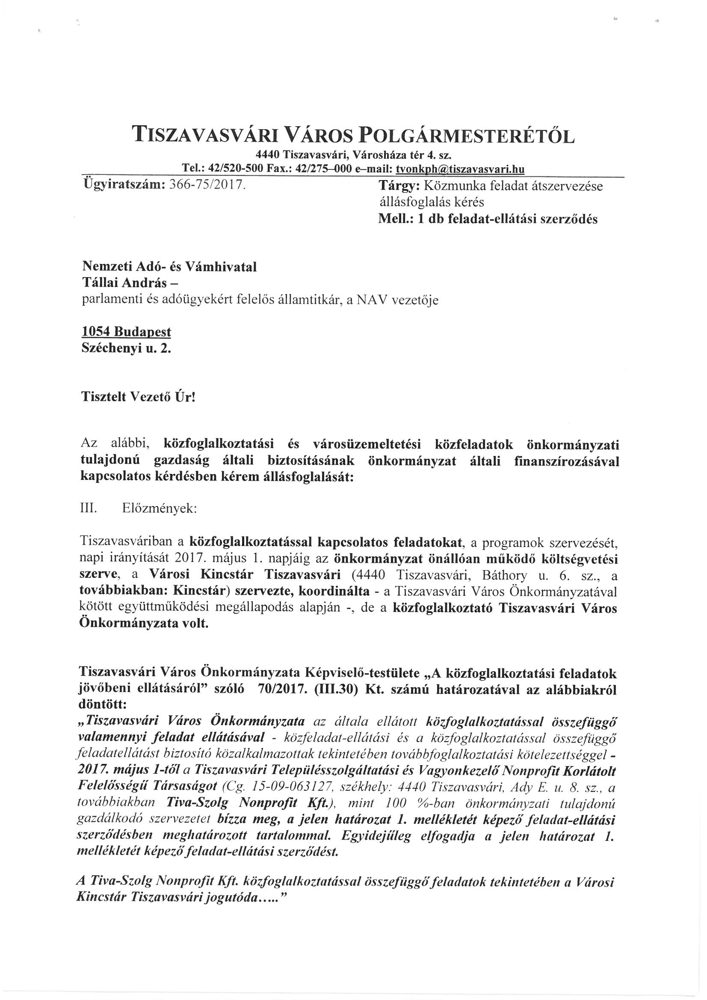 TISZAVASVÁRI VÁROS POLGÁRMESTERÉTŐL
4440 Tiszavasvári, Városháza tér 4. sz.
Tel.: 42/520-500 Fax.: 42/275–000 e–mail: tvonkph@tiszavasvari.hu
Ügyiratszám: 366-75/2017.
Tárgy: Közmunka feladat átszervezése
állásfoglalás kérés
Mell.: 1 db feladat-ellátási szerződés
Nemzeti Adó- és Vámhivatal
Tállai András –
parlamenti és adóügyekért felelős államtitkár, a NAV vezetője
1054 Budapest
Széchenyi u. 2.
Tisztelt Vezető Úr!
Az alábbi, közfoglalkoztatási és városüzemeltetési közfeladatok önkormányzati
tulajdonú gazdaság általi biztosításának önkormányzat általi finanszírozásával
kapcsolatos kérdésben kérem állásfoglalását:
III. Előzmények:
Tiszavasváriban a közfoglalkoztatással kapcsolatos feladatokat, a programok szervezését,
napi irányítását 2017. május 1. napjáig az önkormányzat önállóan működő költségvetési
szerve, a Városi Kincstár Tiszavasvári (4440 Tiszavasvári, Báthory u. 6. sz., a
továbbiakban: Kincstár) szervezte, koordinálta - a Tiszavasvári Város Önkormányzatával
kötött együttműködési megállapodás alapján -, de a közfoglalkoztató Tiszavasvári Város
Önkormányzata volt.
Tiszavasvári Város Önkormányzata Képviselő-testülete „A közfoglalkoztatási feladatok
jövőbeni ellátásáról” szóló 70/2017. (III.30) Kt. számú határozatával az alábbiakról
döntött:
„Tiszavasvári Város Önkormányzata az általa ellátott közfoglalkoztatással összefüggő
valamennyi feladat ellátásával - közfeladat-ellátási és a közfoglalkoztatással összefüggő
feladatellátást biztosító közalkalmazottak tekintetében továbbfoglalkoztatási kötelezettséggel -
2017. május 1-től a Tiszavasvári Településszolgáltatási és Vagyonkezelő Nonprofit Korlátolt
Felelősségű Társaságot (Cg. 15-09-063127, székhely: 4440 Tiszavasvári, Ady E. u. 8. sz., a
továbbiakban Tiva-Szolg Nonprofit Kft.), mint 100 %-ban önkormányzati tulajdonú
gazdálkodó szervezetet bízza meg, a jelen határozat 1. mellékletét képező feladat-ellátási
szerződésben meghatározott tartalommal. Egyidejűleg elfogadja a jelen határozat 1.
mellékletét képező feladat-ellátási szerződést.
A Tiva-Szolg Nonprofit Kft. közfoglalkoztatással összefüggő feladatok tekintetében a Városi
Kincstár Tiszavasvári jogutóda…..”